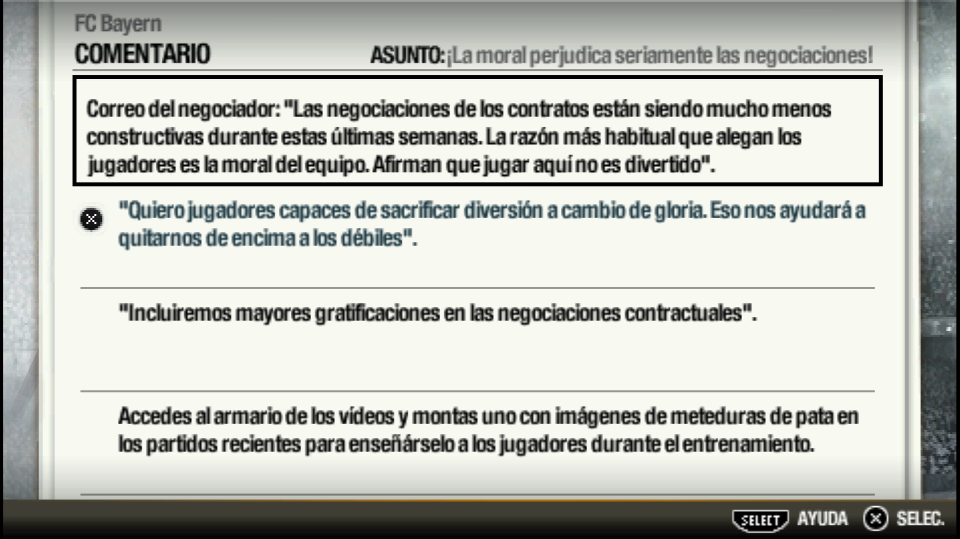 FC Bayern
COMENTARIO
ASUNTO: ¡La moral perjudica seriamente las negociaciones!
Correo del negociador: "Las negociaciones de los contratos están siendo mucho menos
constructivas durante estas últimas semanas. La razón más habitual que alegan los
jugadores es la moral del equipo. Afirman que jugar aquí no es divertido".
"Quiero jugadores capaces de sacrificar diversión a cambio de gloria. Eso nos ayudará a
quitarnos de encima a los débiles".
"Incluiremos mayores gratificaciones en las negociaciones contractuales".
Accedes al armario de los vídeos y montas uno con imágenes de meteduras de pata en
los partidos recientes para enseñárselo a los jugadores durante el entrenamiento.
SELECT AYUDA SELEC.